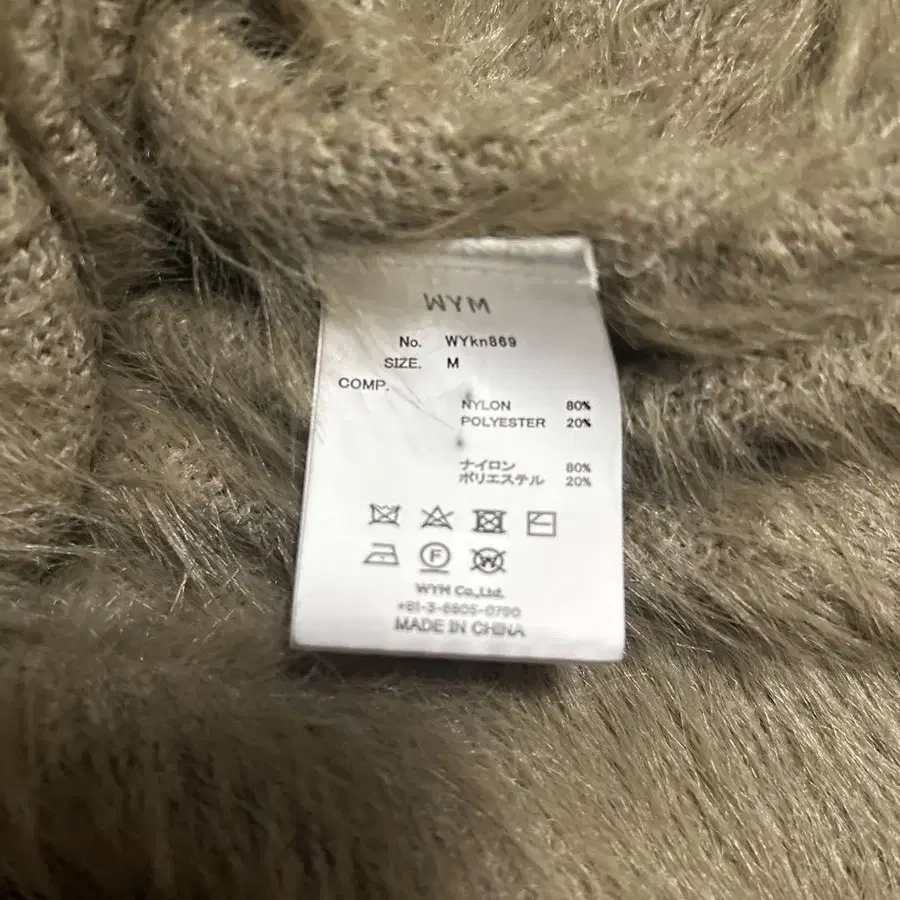 WYM
No. WYkn869
SIZE. M
COMP.
NYLON 80%
POLYESTER 20%
ナイロン 80%
ポリエステル 20%
F
W
WYM Co.,Ltd.
+81-3-6805-0790
MADE IN CHINA